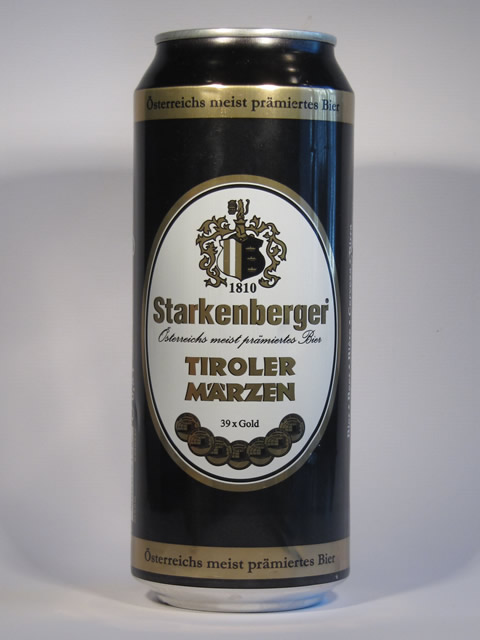 Österreichs meist prämiertes Bier
1810
Starkenberger
Österreichs meist prämiertes Bier
TIROLER
MÄRZEN
39 x Gold
Österreichs meist prämiertes Bier